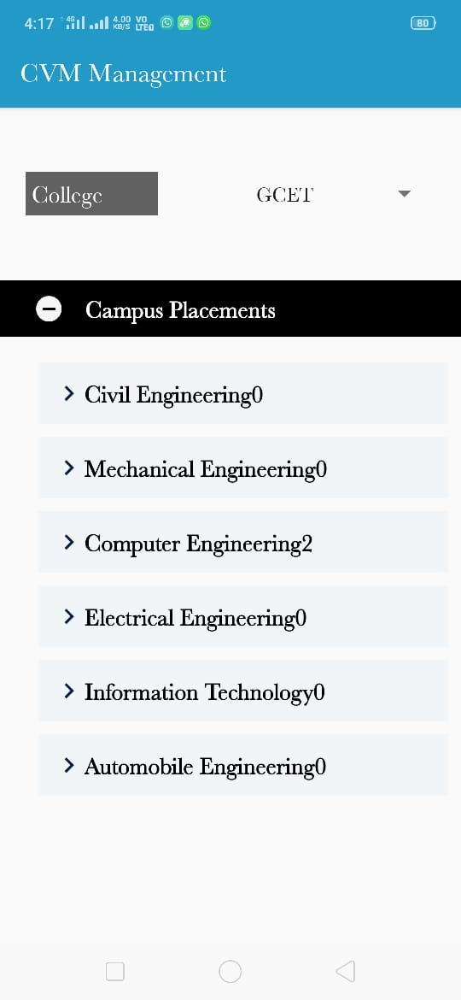 4:17 4G 4.00 KB/S VO LTE 80
CVM Management
College GCET
Campus Placements
Civil Engineering0
Mechanical Engineering0
Computer Engineering2
Electrical Engineering0
Information Technology0
Automobile Engineering0